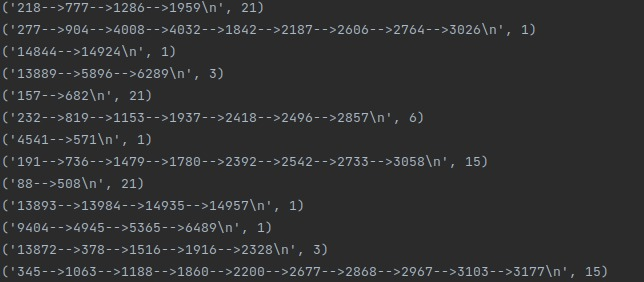 ('218-->777-->1286-->1959\n', 21)
('277-->904-->4008-->4032-->1842-->2187-->2606-->2764-->3026\n', 1)
('14844-->14924\n', 1)
('13889-->5896-->6289\n', 3)
('157-->682\n', 21)
('232-->819-->1153-->1937-->2418-->2496-->2857\n', 6)
('4541-->571\n', 1)
('191-->736-->1479-->1780-->2392-->2542-->2733-->3058\n', 15)
('88-->508\n', 21)
('13893-->13984-->14935-->14957\n', 1)
('9404-->4945-->5365-->6489\n', 1)
('13872-->378-->1516-->1916-->2328\n', 3)
('345-->1063-->1188-->1860-->2200-->2677-->2868-->2967-->3103-->3177\n', 15)